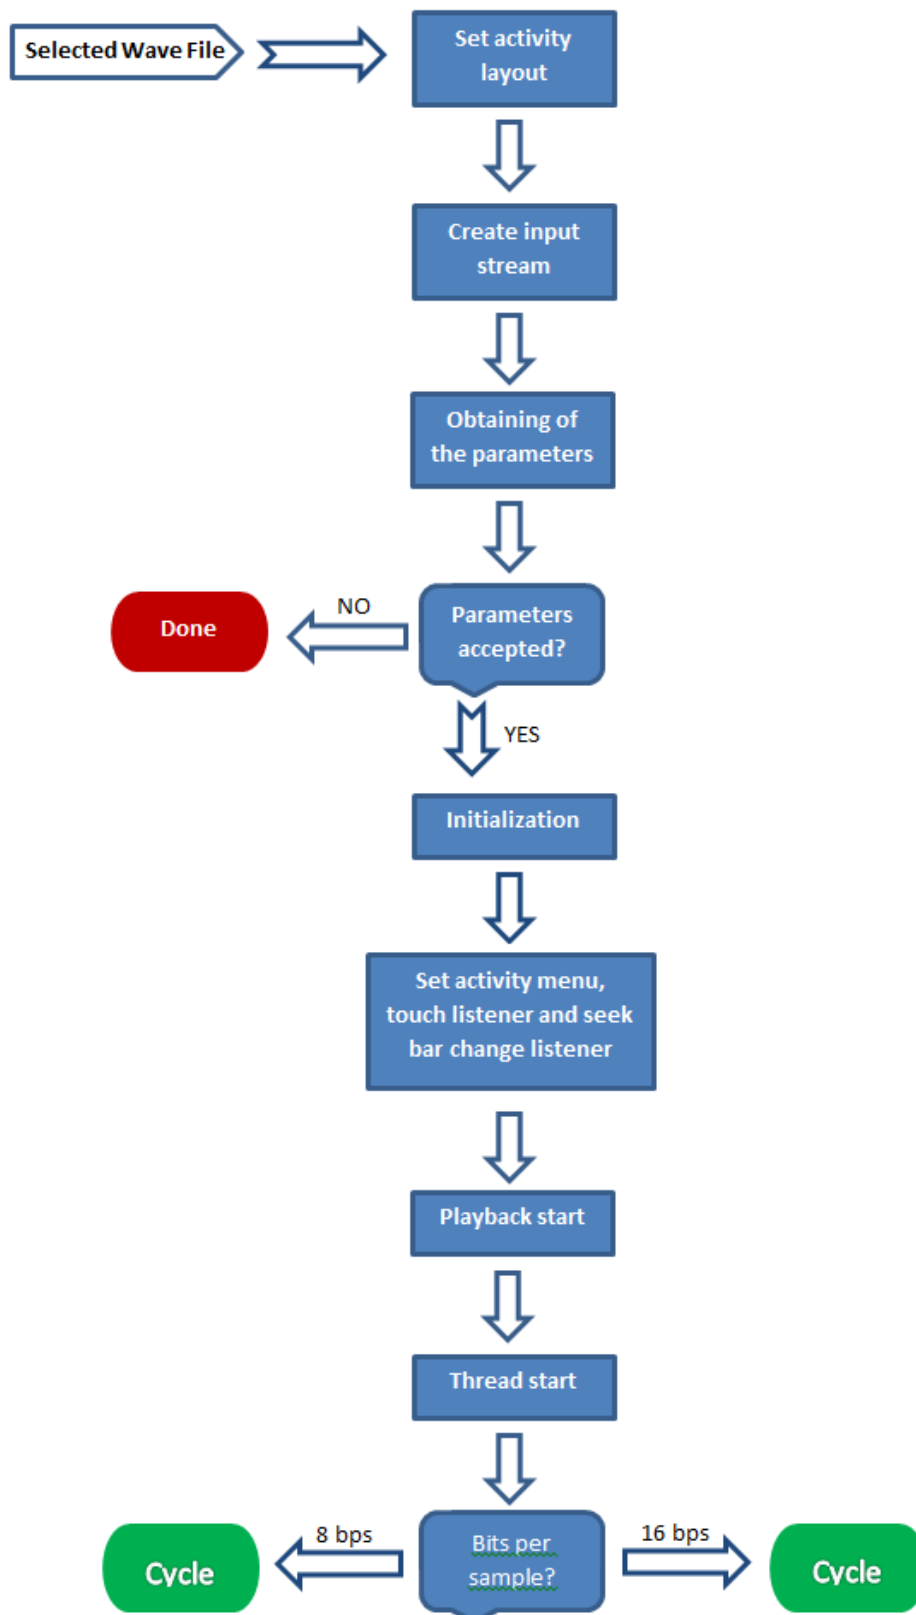 Selected Wave File
Set activity
layout
Create input
stream
Obtaining of
the parameters
Parameters
accepted?
NO
Done
YES
Initialization
Set activity menu,
touch listener and seek
bar change listener
Playback start
Thread start
Bits per
sample?
8 bps
Cycle
16 bps
Cycle